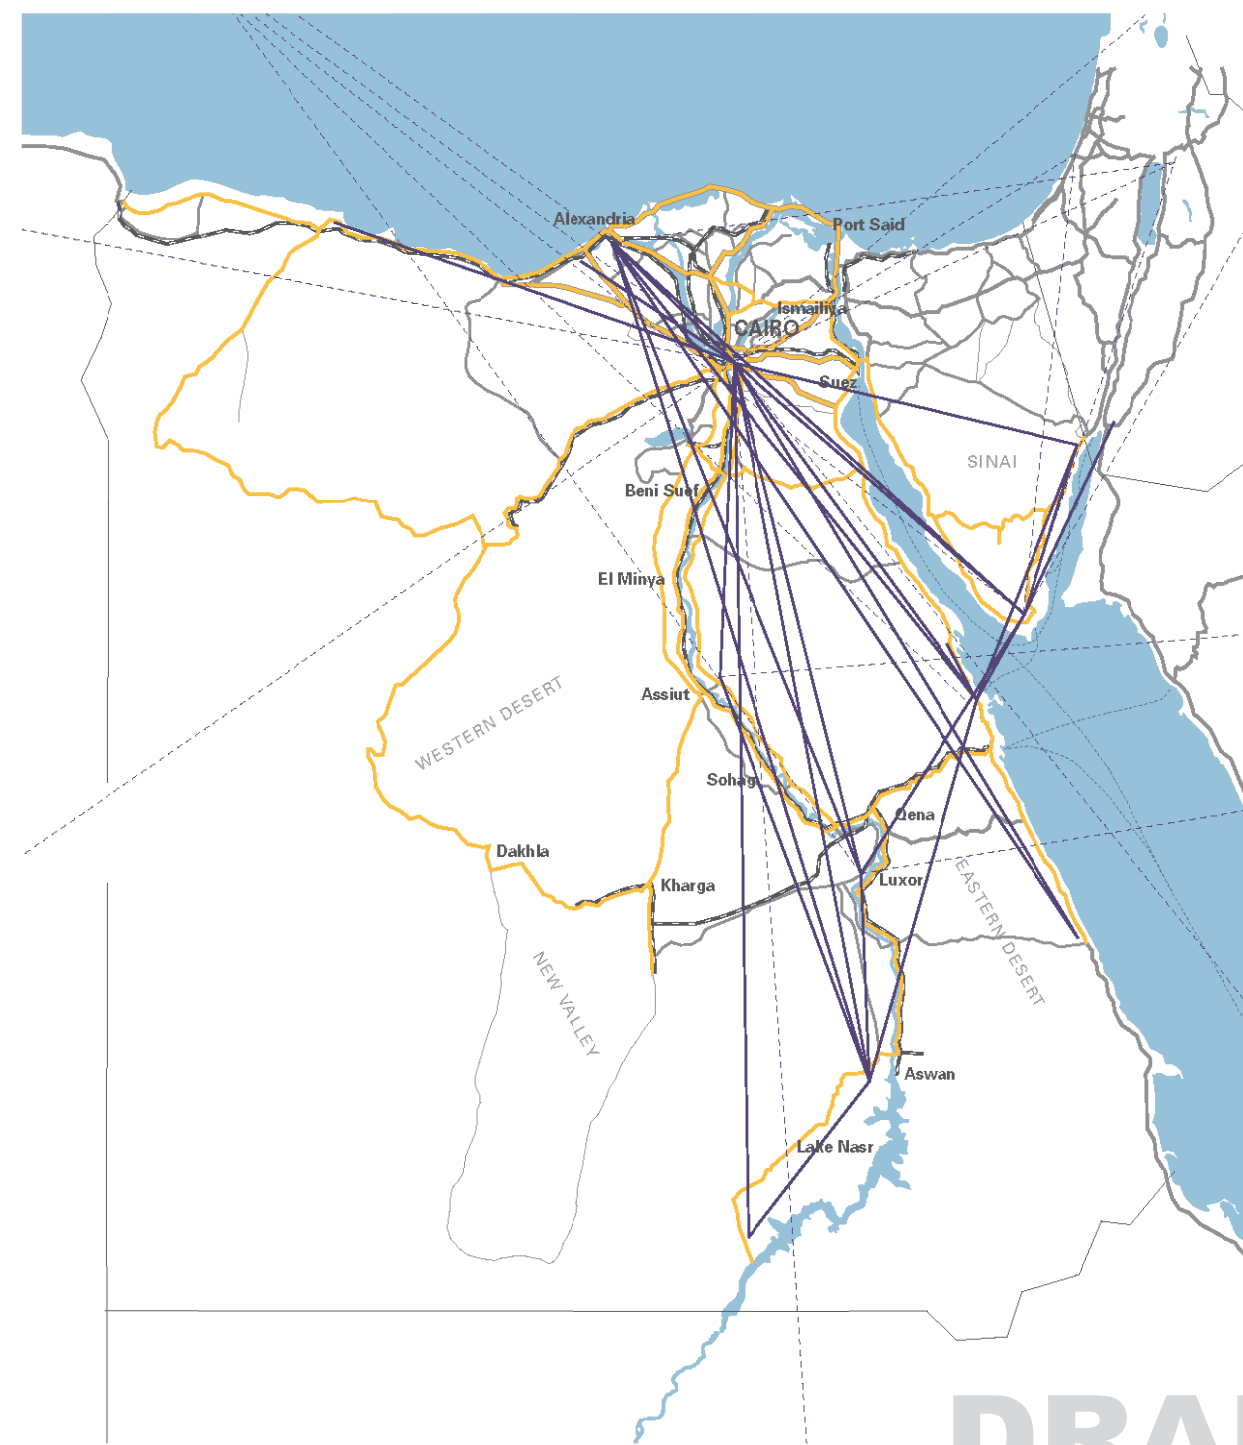 Alexandria
Port Said
Ismailiya
CAIRO
Suez
SINAI
Beni Suef
El Minya
Assiut
WESTERN DESERT
Sohag
Qena
Dakhla
Kharga
Luxor
EASTERN DESERT
NEW VALLEY
Aswan
Lake Nasr